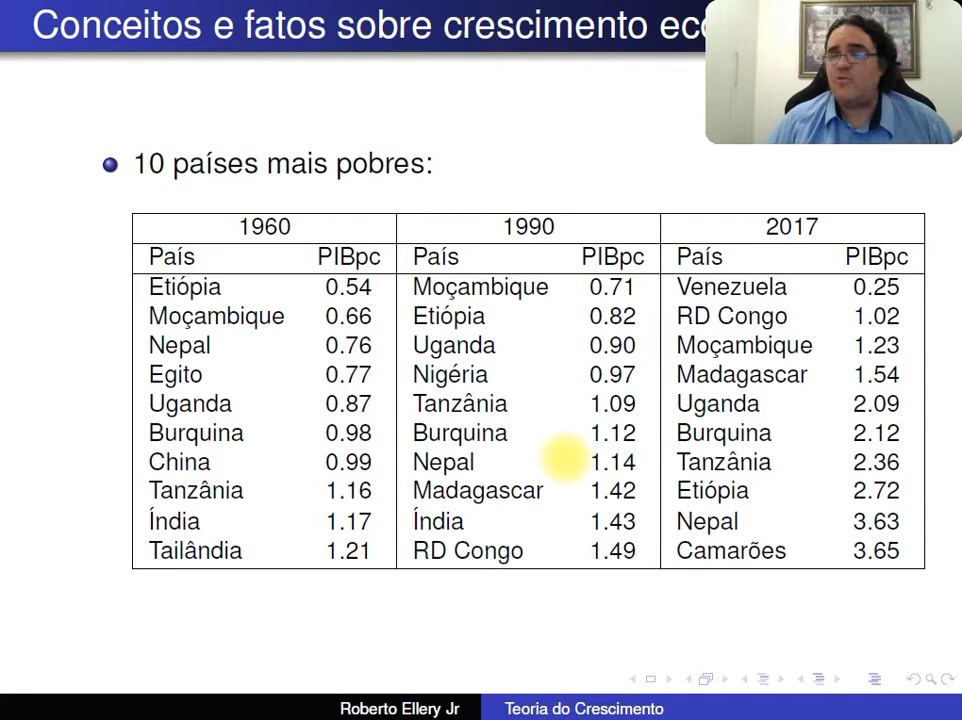 Conceitos e fatos sobre crescimento eco
10 países mais pobres:
1960 1990 2017
País PIBpc País PIBpc País PIBpc
Etiópia 0.54 Moçambique 0.71 Venezuela 0.25
Moçambique 0.66 Etiópia 0.82 RD Congo 1.02
Nepal 0.76 Uganda 0.90 Moçambique 1.23
Egito 0.77 Nigéria 0.97 Madagascar 1.54
Uganda 0.87 Tanzânia 1.09 Uganda 2.09
Burquina 0.98 Burquina 1.12 Burquina 2.12
China 0.99 Nepal 1.14 Tanzânia 2.36
Tanzânia 1.16 Madagascar 1.42 Etiópia 2.72
Índia 1.17 Índia 1.43 Nepal 3.63
Tailândia 1.21 RD Congo 1.49 Camarões 3.65
Roberto Ellery Jr Teoria do Crescimento